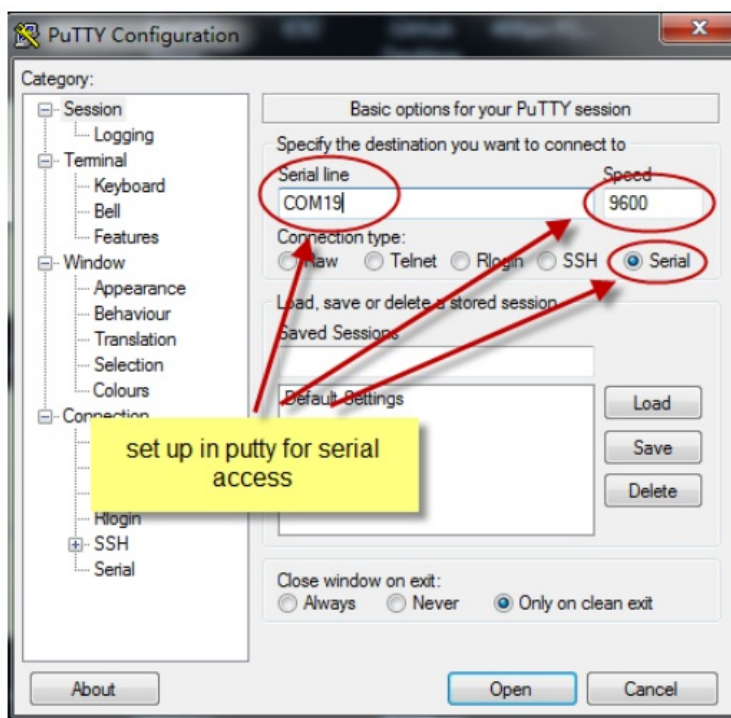 PuTTY Configuration
Category:
Session
Logging
Terminal
Keyboard
Bell
Features
Window
Appearance
Behaviour
Translation
Selection
Colours
Connection
Rlogin
SSH
Serial
Basic options for your PuTTY session
Specify the destination you want to connect to
Serial line Speed
COM19 9600
Connection type:
Raw Telnet Rlogin SSH Serial
Load, save or delete a stored session
Saved Sessions
Default Settings
Load
Save
Delete
set up in putty for serial
access
Close window on exit:
Always Never Only on clean exit
About Open Cancel